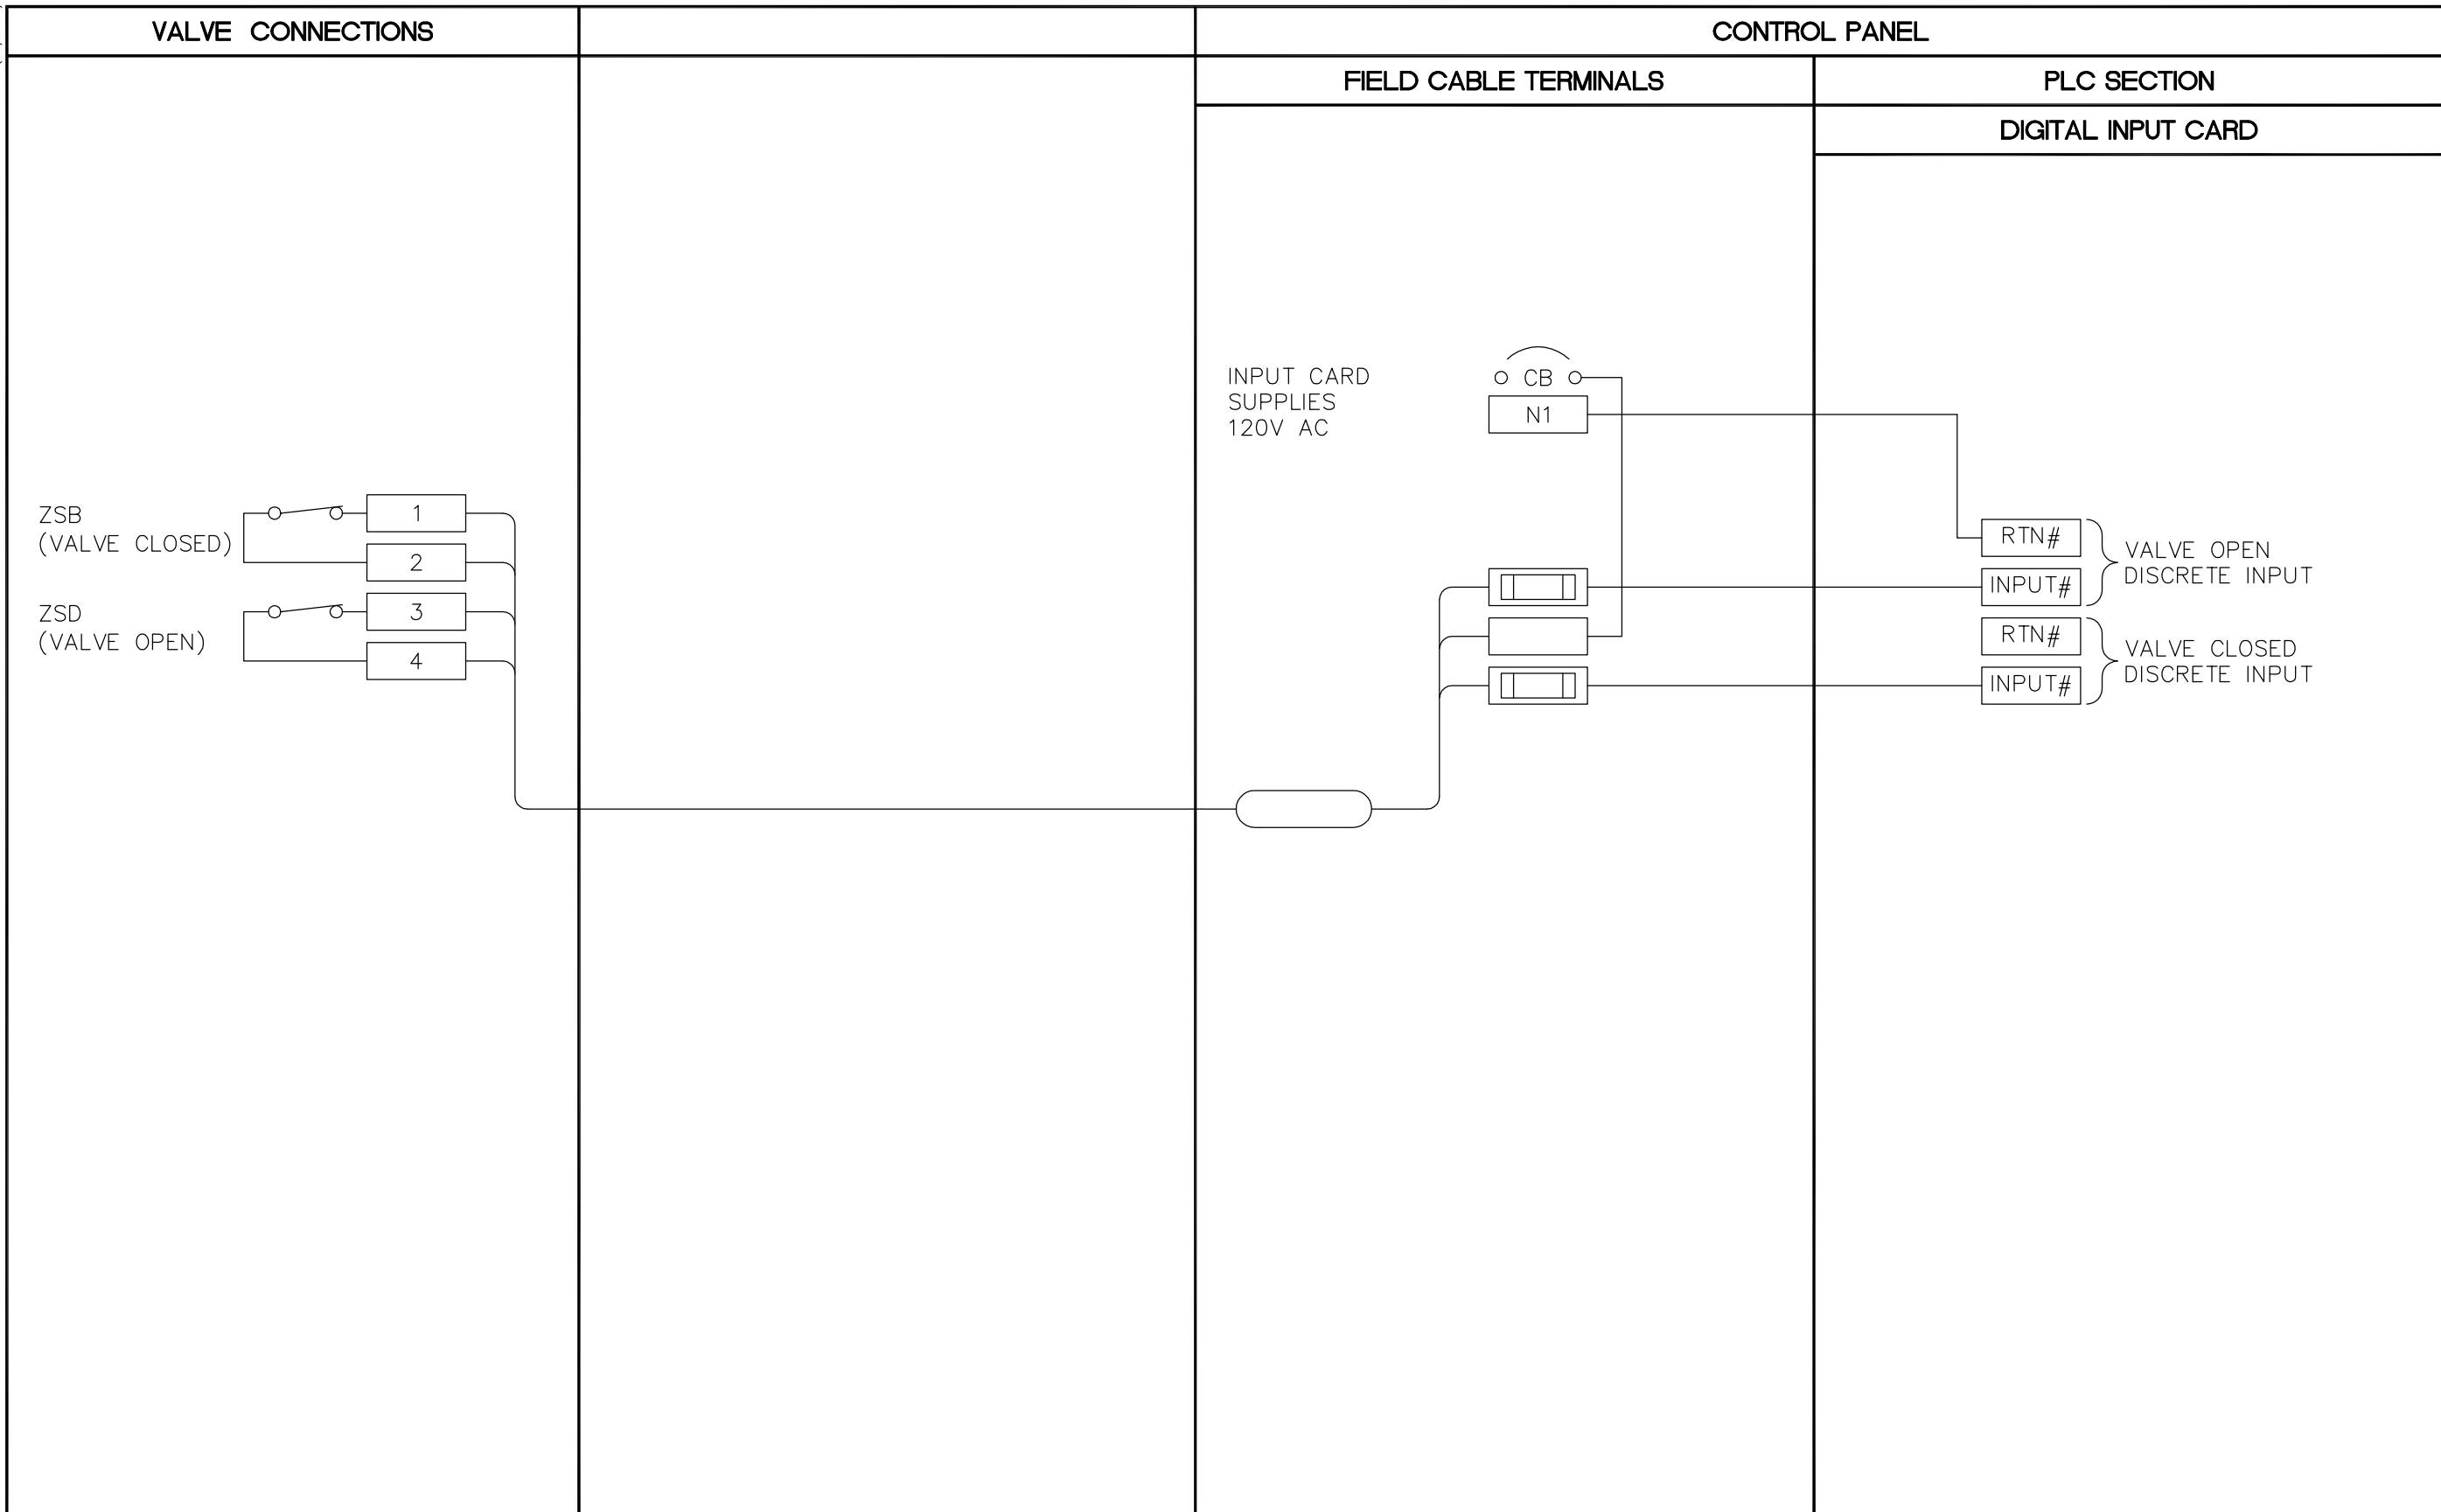 VALVE CONNECTIONS
CONTROL PANEL
FIELD CABLE TERMINALS
PLC SECTION
DIGITAL INPUT CARD
INPUT CARD
SUPPLIES
120V AC
CB
N1
ZSB
(VALVE CLOSED)
1
2
ZSD
(VALVE OPEN)
3
4
RTN#
INPUT#
VALVE OPEN
DISCRETE INPUT
RTN#
INPUT#
VALVE CLOSED
DISCRETE INPUT